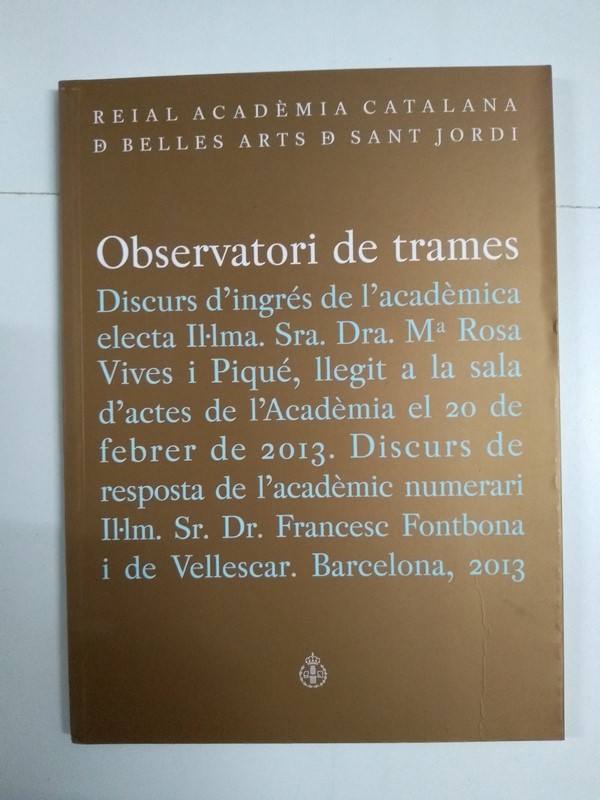 REIAL ACADÈMIA CATALANA
DE BELLES ARTS DE SANT JORDI
Observatori de trames
Discurs d'ingrés de l'acadèmica
electa Il·lma. Sra. Dra. Mª Rosa
Vives i Piqué, llegit a la sala
d'actes de l'Acadèmia el 20 de
febrer de 2013. Discurs de
resposta de l'acadèmic numerari
Il·lm. Sr. Dr. Francesc Fontbona
i de Vellescar. Barcelona, 2013